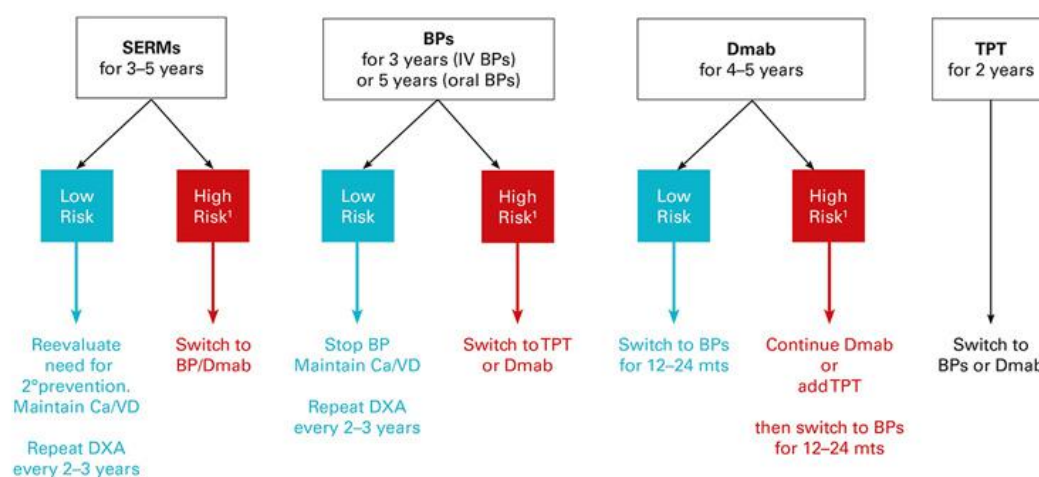 SERMs
for 3–5 years
BPs
for 3 years (IV BPs)
or 5 years (oral BPs)
Dmab
for 4–5 years
TPT
for 2 years
Low
Risk
High
Risk¹
Low
Risk
High
Risk¹
Low
Risk
High
Risk¹
Reevaluate
need for
2°prevention.
Maintain Ca/VD
Repeat DXA
every 2–3 years
Switch to
BP/Dmab
Stop BP
Maintain Ca/VD
Repeat DXA
every 2–3 years
Switch to TPT
or Dmab
Switch to BPs
for 12–24 mts
Continue Dmab
or
add TPT
then switch to BPs
for 12–24 mts
Switch to
BPs or Dmab